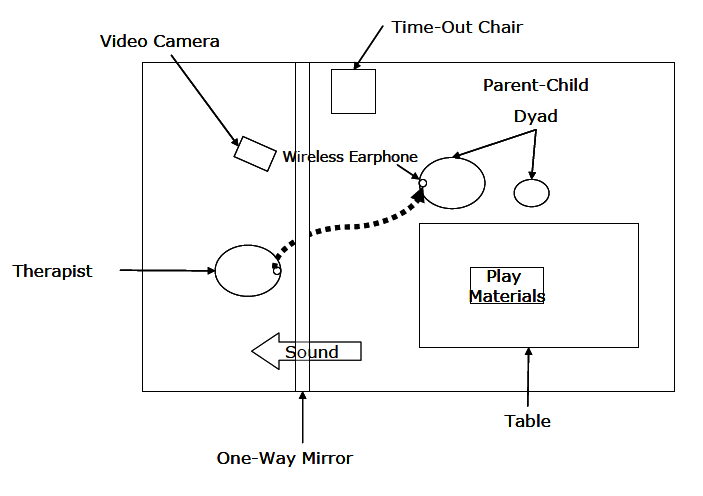 Time-Out Chair
Video Camera
Parent-Child
Dyad
Wireless Earphone
Therapist
Play
Materials
Sound
Table
One-Way Mirror